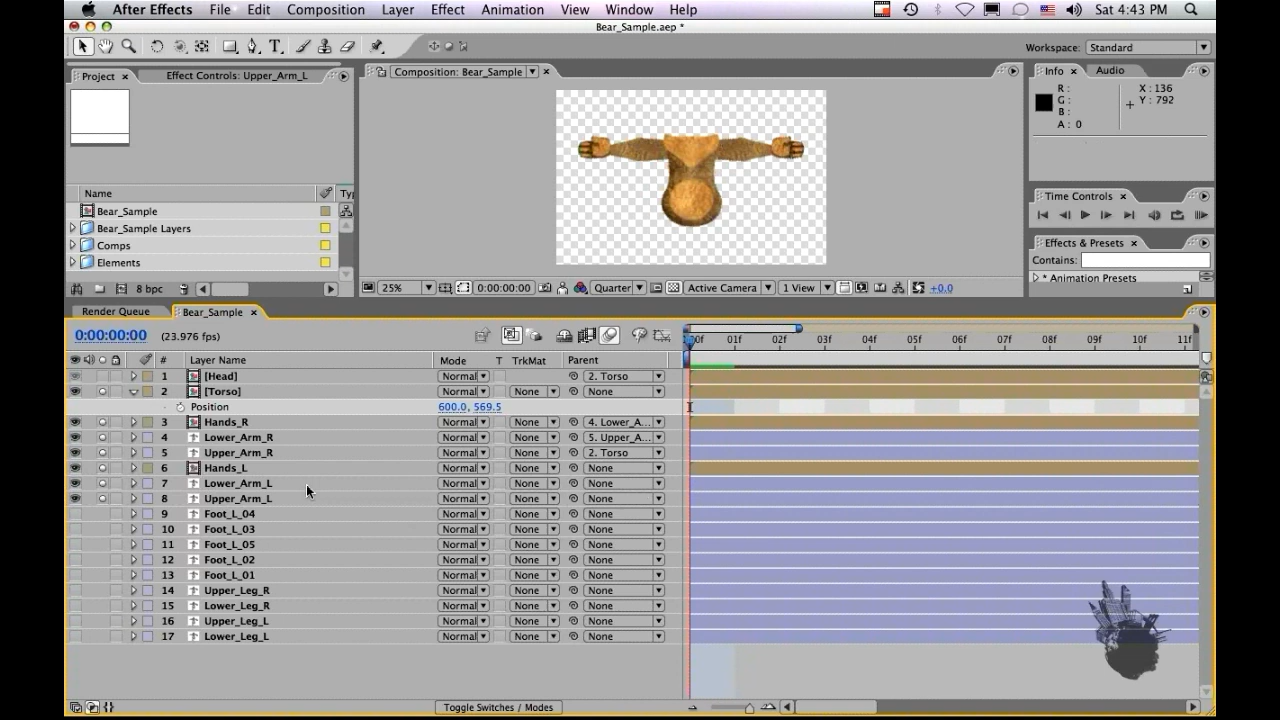 After Effects File Edit Composition Layer Effect Animation View Window Help Sat 4:43 PM
Bear_Sample.aep *
Workspace: Standard
Project × Effect Controls: Upper_Arm_L
Composition: Bear_Sample ×
Info × Audio
R: X: 136
G: Y: 792
B:
A: 0
Name Typ
Bear_Sample
Bear_Sample Layers
Comps
Elements
Time Controls ×
Effects & Presets ×
Contains:
* Animation Presets
8 bpc
25% 0:00:00:00 Quarter Active Camera 1 View +0.0
Render Queue Bear_Sample ×
0:00:00:00 (23.976 fps)
00f 01f 02f 03f 04f 05f 06f 07f 08f 09f 10f 11f
# Layer Name Mode T TrkMat Parent
1 [Head] Normal 2. Torso
2 [Torso] Normal None None
Position 600.0, 569.5
3 Hands_R Normal None 4. Lower_A...
4 Lower_Arm_R Normal None 5. Upper_A...
5 Upper_Arm_R Normal None 2. Torso
6 Hands_L Normal None None
7 Lower_Arm_L Normal None None
8 Upper_Arm_L Normal None None
9 Foot_L_04 Normal None None
10 Foot_L_03 Normal None None
11 Foot_L_05 Normal None None
12 Foot_L_02 Normal None None
13 Foot_L_01 Normal None None
14 Upper_Leg_R Normal None None
15 Lower_Leg_R Normal None None
16 Upper_Leg_L Normal None None
17 Lower_Leg_L Normal None None
Toggle Switches / Modes